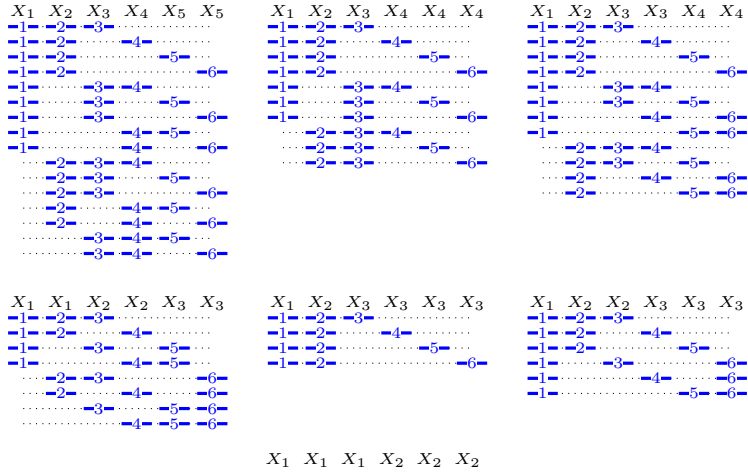 X₁ X₂ X₃ X₄ X₅ X₅
1 2 3
1 2 4
1 2 5
1 2 6
1 3 4
1 3 5
1 3 6
1 4 5
1 4 6
2 3 4
2 3 5
2 3 6
2 4 5
2 4 6
3 4 5
3 4 6
X₁ X₂ X₃ X₄ X₄ X₄
1 2 3
1 2 4
1 2 5
1 2 6
1 3 4
1 3 5
1 3 6
2 3 4
2 3 5
2 3 6
X₁ X₂ X₃ X₃ X₄ X₄
1 2 3
1 2 4
1 2 5
1 2 6
1 3 4
1 3 5
1 4 6
1 5 6
2 3 4
2 3 5
2 4 6
2 5 6
X₁ X₁ X₂ X₂ X₃ X₃
1 2 3
1 2 4
1 3 5
1 4 5
2 3 6
2 4 6
3 5 6
4 5 6
X₁ X₂ X₃ X₃ X₃ X₃
1 2 3
1 2 4
1 2 5
1 2 6
X₁ X₂ X₂ X₃ X₃ X₃
1 2 3
1 2 4
1 2 5
1 3 6
1 4 6
1 5 6
X₁ X₁ X₁ X₂ X₂ X₂